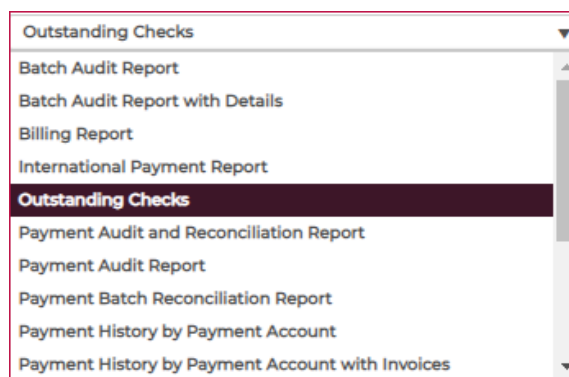 Outstanding Checks
Batch Audit Report
Batch Audit Report with Details
Billing Report
International Payment Report
Outstanding Checks
Payment Audit and Reconciliation Report
Payment Audit Report
Payment Batch Reconciliation Report
Payment History by Payment Account
Payment History by Payment Account with Invoices